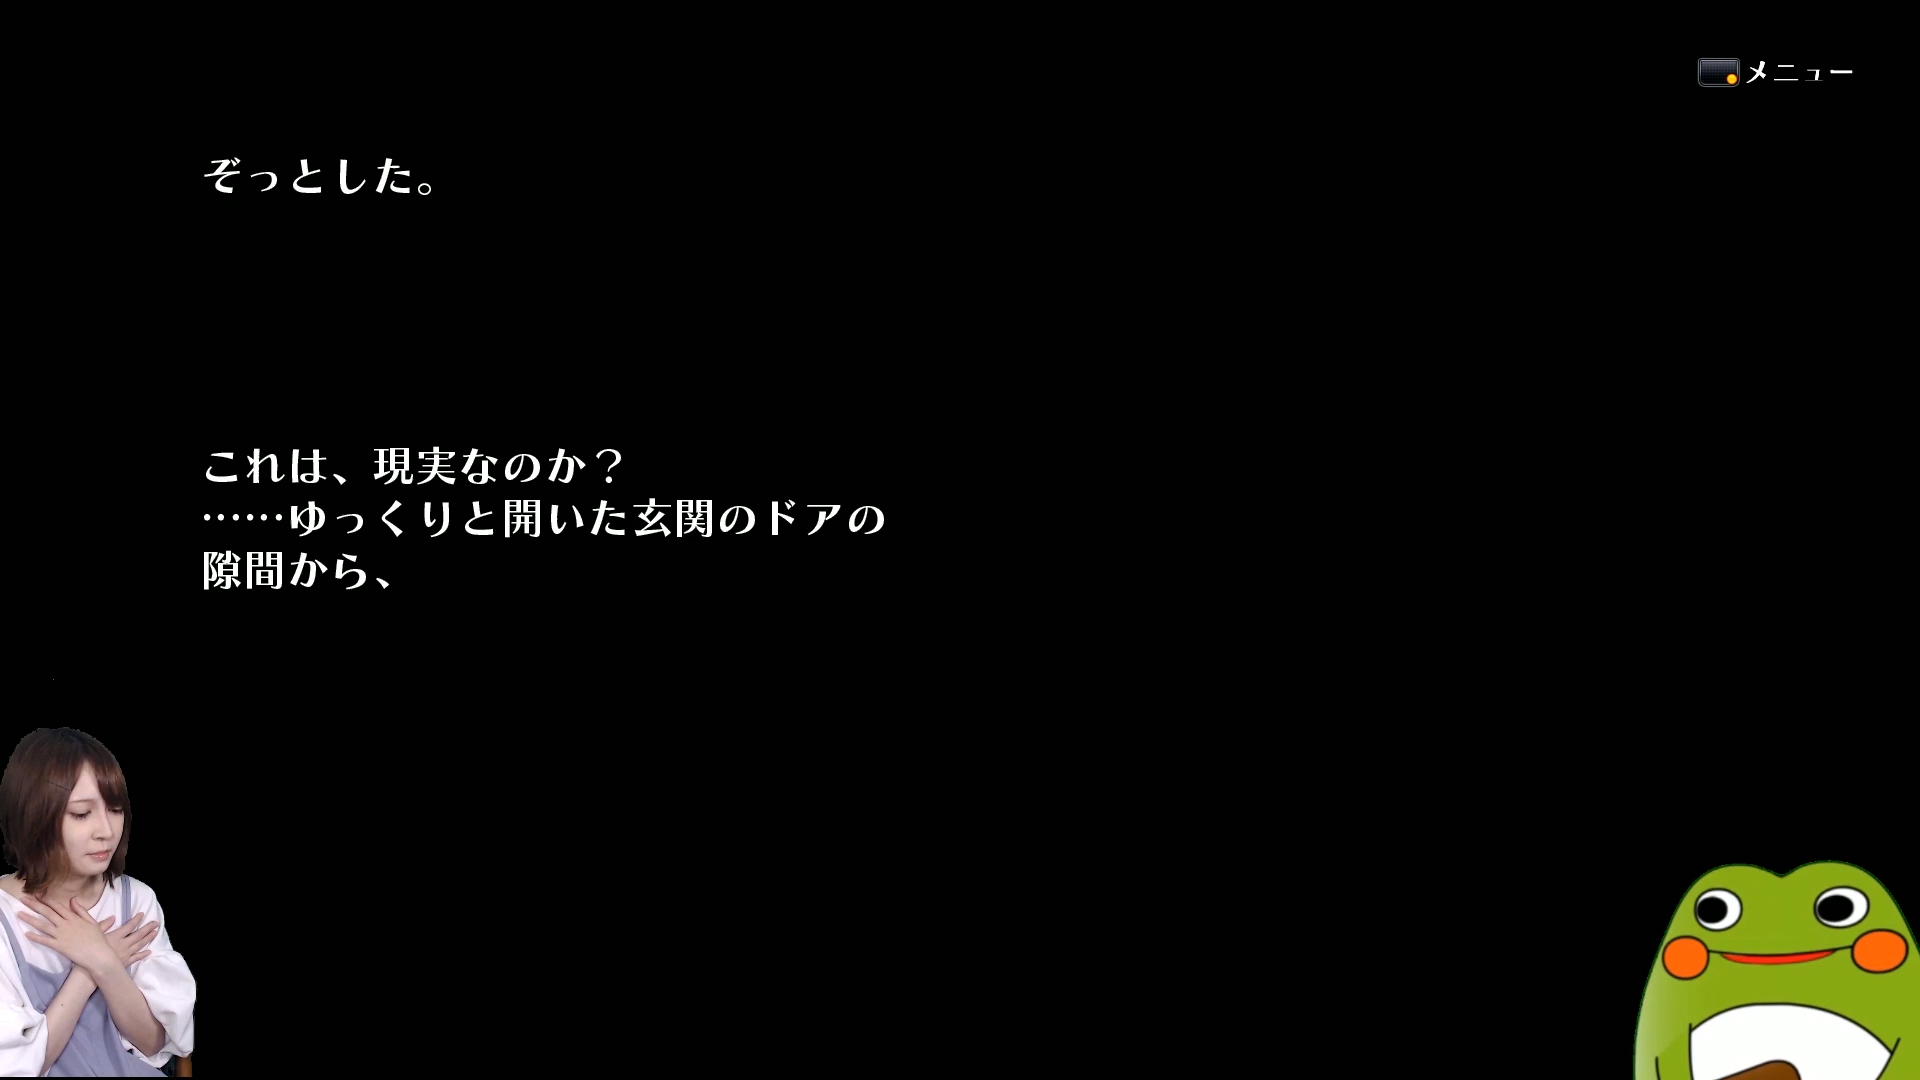 メニュー
ぞっとした。
これは、現実なのか？
……ゆっくりと開いた玄関のドアの
隙間から、